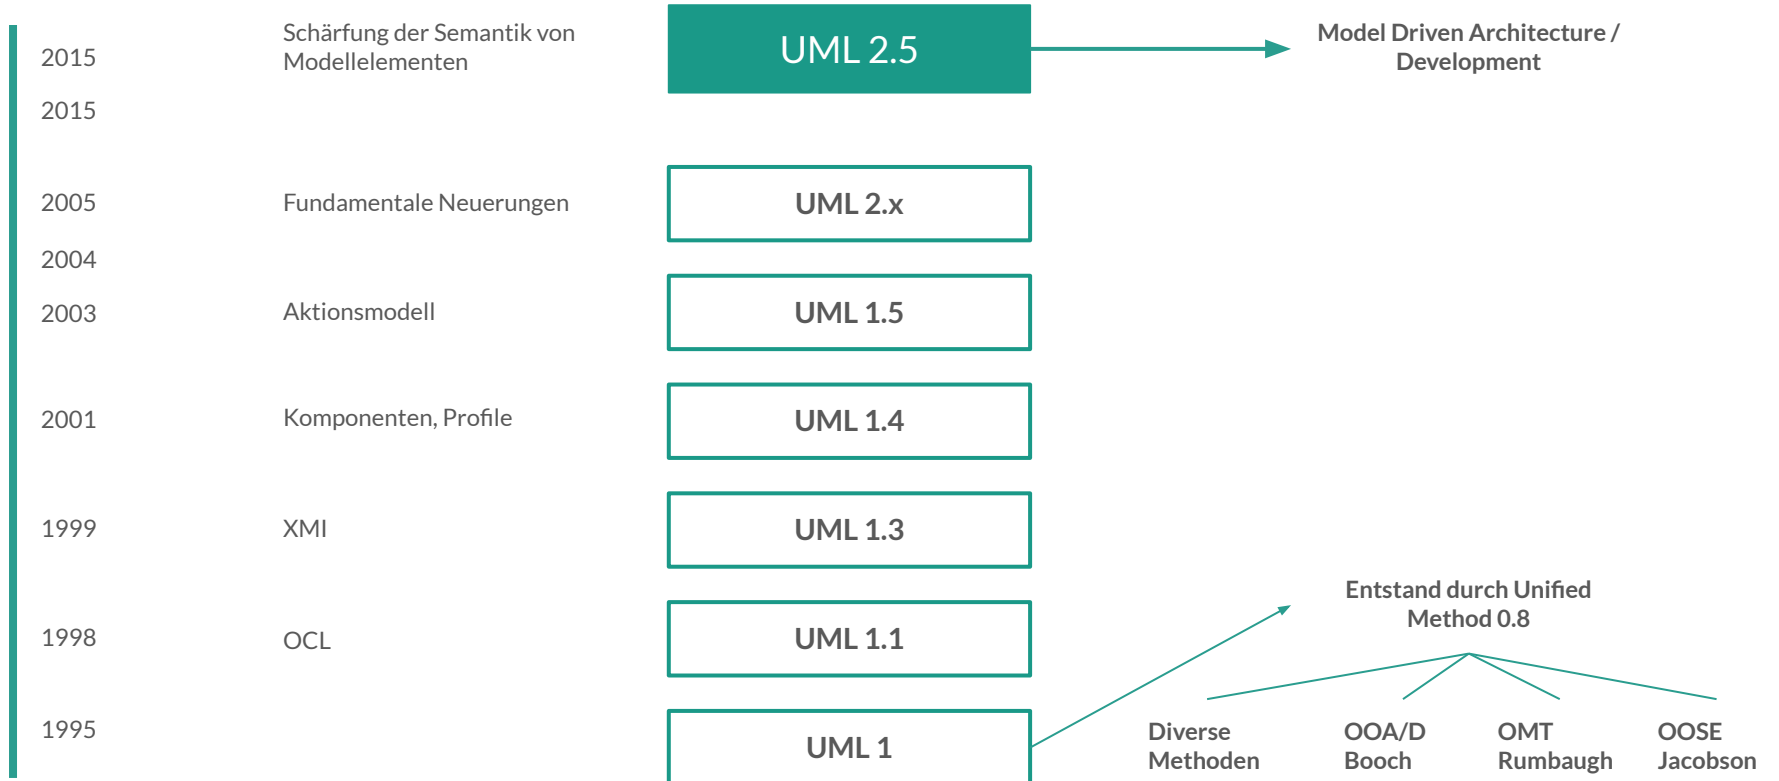 2015
Schärfung der Semantik von
Modellelementen
UML 2.5
Model Driven Architecture /
Development
2015
2005
Fundamentale Neuerungen
UML 2.x
2004
2003
Aktionsmodell
UML 1.5
2001
Komponenten, Profile
UML 1.4
1999
XMI
UML 1.3
Entstand durch Unified
Method 0.8
1998
OCL
UML 1.1
1995
UML 1
Diverse
Methoden
OOA/D
Booch
OMT
Rumbaugh
OOSE
Jacobson